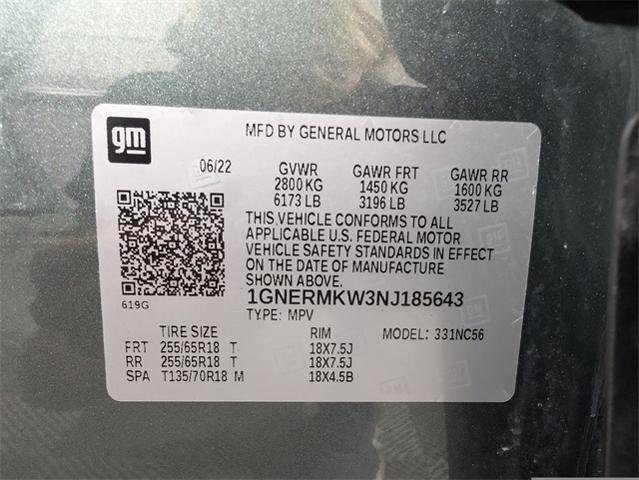 gm
MFD BY GENERAL MOTORS LLC
06/22 GVWR GAWR FRT GAWR RR
2800 KG 1450 KG 1600 KG
6173 LB 3196 LB 3527 LB
THIS VEHICLE CONFORMS TO ALL
APPLICABLE U.S. FEDERAL MOTOR
VEHICLE SAFETY STANDARDS IN EFFECT
ON THE DATE OF MANUFACTURE
SHOWN ABOVE.
619G
1GNERMKW3NJ185643
TYPE: MPV
TIRE SIZE RIM MODEL: 331NC56
FRT 255/65R18 T 18X7.5J
RR 255/65R18 T 18X7.5J
SPA T135/70R18 M 18X4.5B